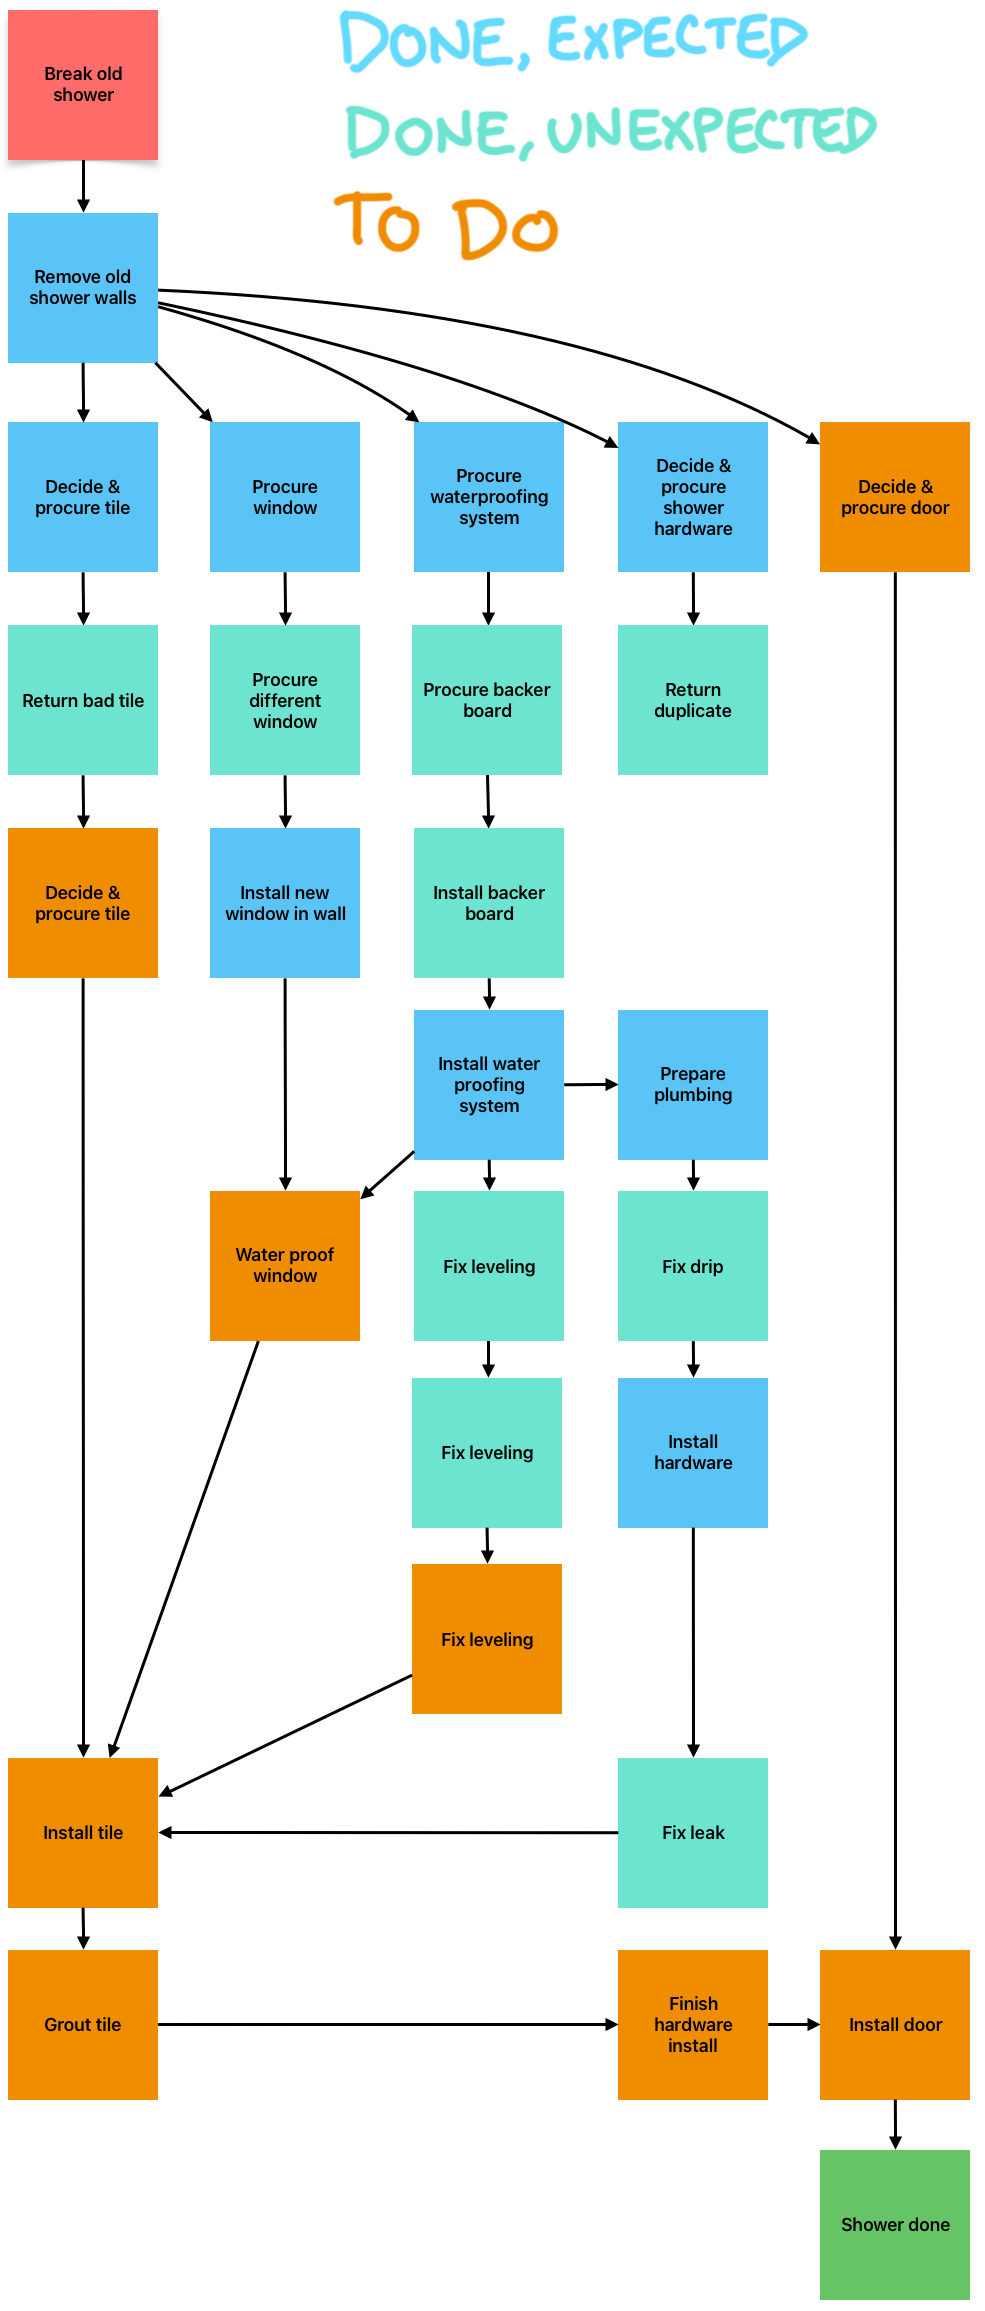 DONE, EXPECTED
DONE, UNEXPECTED
TO DO
Break old
shower
Remove old
shower walls
Decide &
procure tile
Procure
window
Procure
waterproofing
system
Decide &
procure
shower
hardware
Decide &
procure door
Return bad tile
Procure
different
window
Procure backer
board
Return
duplicate
Decide &
procure tile
Install new
window in wall
Install backer
board
Install water
proofing
system
Prepare
plumbing
Water proof
window
Fix leveling
Fix drip
Fix leveling
Install
hardware
Fix leveling
Install tile
Fix leak
Grout tile
Finish
hardware
install
Install door
Shower done